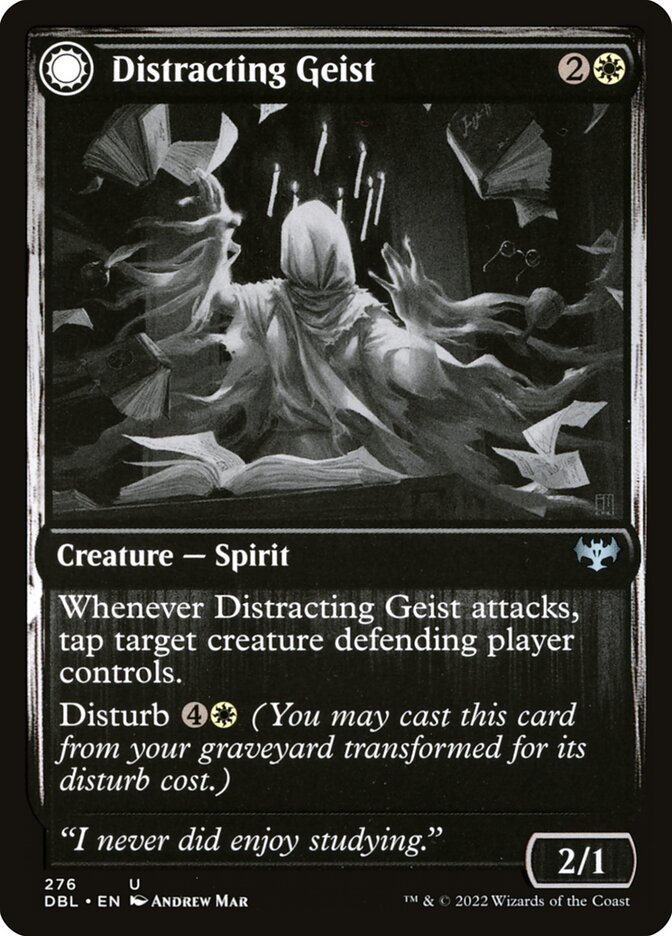 Distracting Geist 2
Creature — Spirit
Whenever Distracting Geist attacks,
tap target creature defending player
controls.
Disturb 4 (You may cast this card
from your graveyard transformed for its
disturb cost.)
“I never did enjoy studying.”
2/1
276 U
DBL • EN Andrew Mar
™ & © 2022 Wizards of the Coast